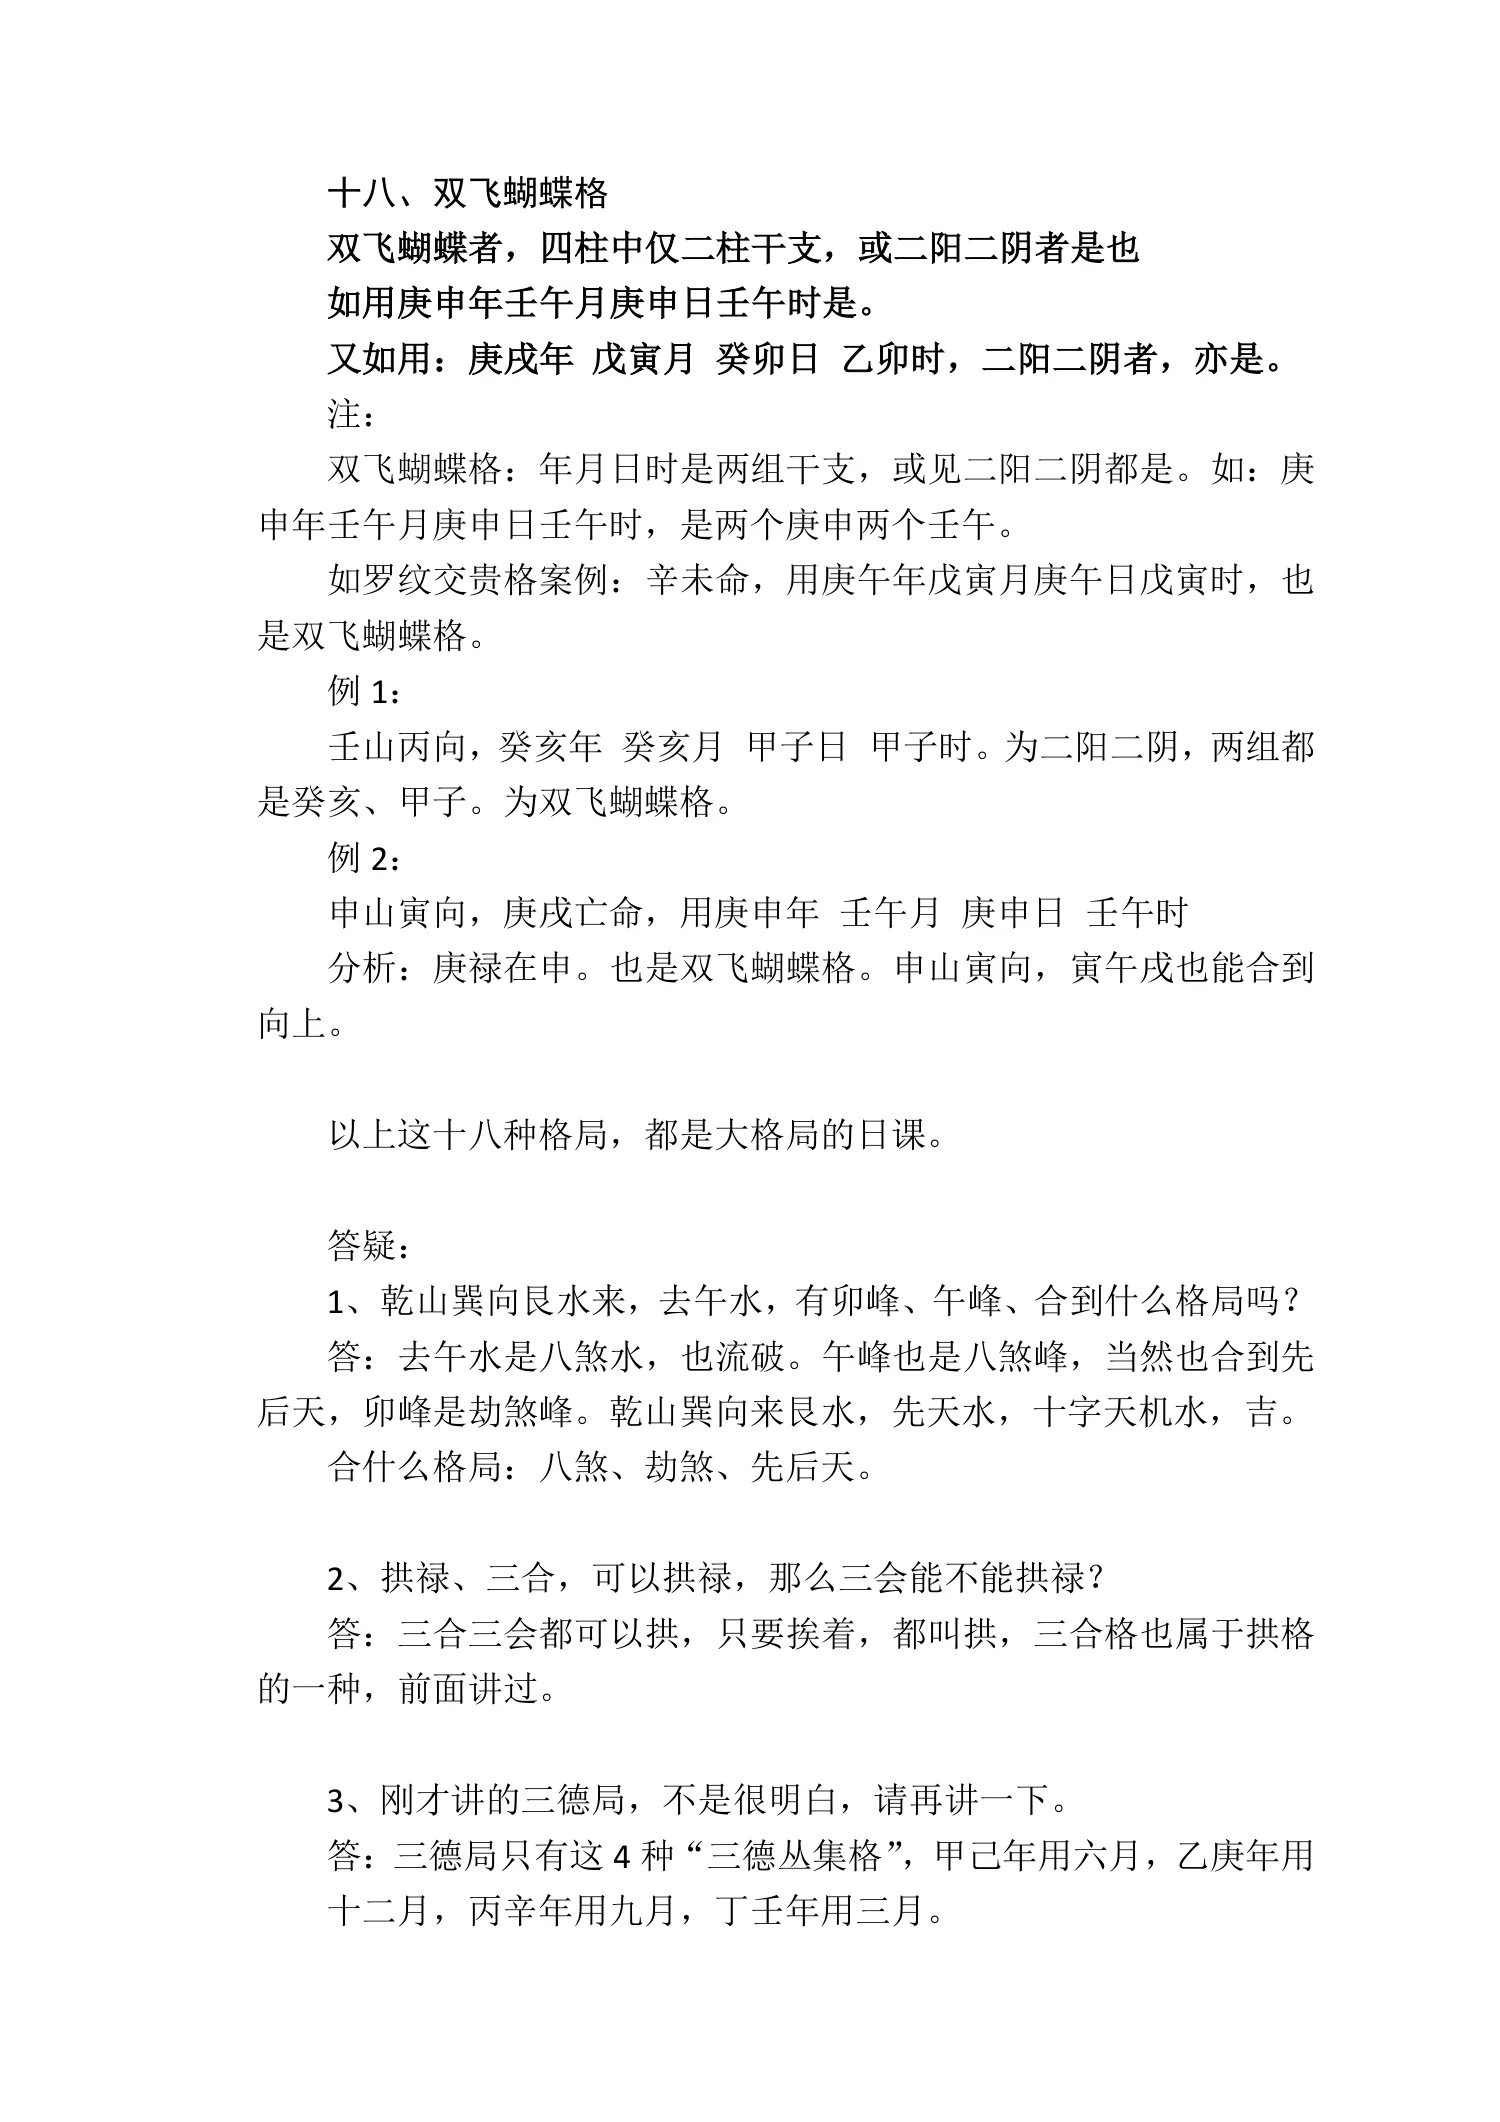 十八、双飞蝴蝶格
双飞蝴蝶者，四柱中仅二柱干支，或二阳二阴者是也
如用庚申年壬午月庚申日壬午时是。
又如用：庚戌年 戊寅月 癸卯日 乙卯时，二阳二阴者，亦是。
注：
双飞蝴蝶格：年月日时是两组干支，或见二阳二阴都是。如：庚
申年壬午月庚申日壬午时，是两个庚申两个壬午。
如罗纹交贵格案例：辛未命，用庚午年戊寅月庚午日戊寅时，也
是双飞蝴蝶格。
例 1：
壬山丙向，癸亥年 癸亥月 甲子日 甲子时。为二阳二阴，两组都
是癸亥、甲子。为双飞蝴蝶格。
例 2：
申山寅向，庚戌亡命，用庚申年 壬午月 庚申日 壬午时
分析：庚禄在申。也是双飞蝴蝶格。申山寅向，寅午戌也能合到
向上。
以上这十八种格局，都是大格局的日课。
答疑：
1、乾山巽向艮水来，去午水，有卯峰、午峰、合到什么格局吗？
答：去午水是八煞水，也流破。午峰也是八煞峰，当然也合到先
后天，卯峰是劫煞峰。乾山巽向来艮水，先天水，十字天机水，吉。
合什么格局：八煞、劫煞、先后天。
2、拱禄、三合，可以拱禄，那么三会能不能拱禄？
答：三合三会都可以拱，只要挨着，都叫拱，三合格也属于拱格
的一种，前面讲过。
3、刚才讲的三德局，不是很明白，请再讲一下。
答：三德局只有这 4 种“三德丛集格”，甲己年用六月，乙庚年用
十二月，丙辛年用九月，丁壬年用三月。